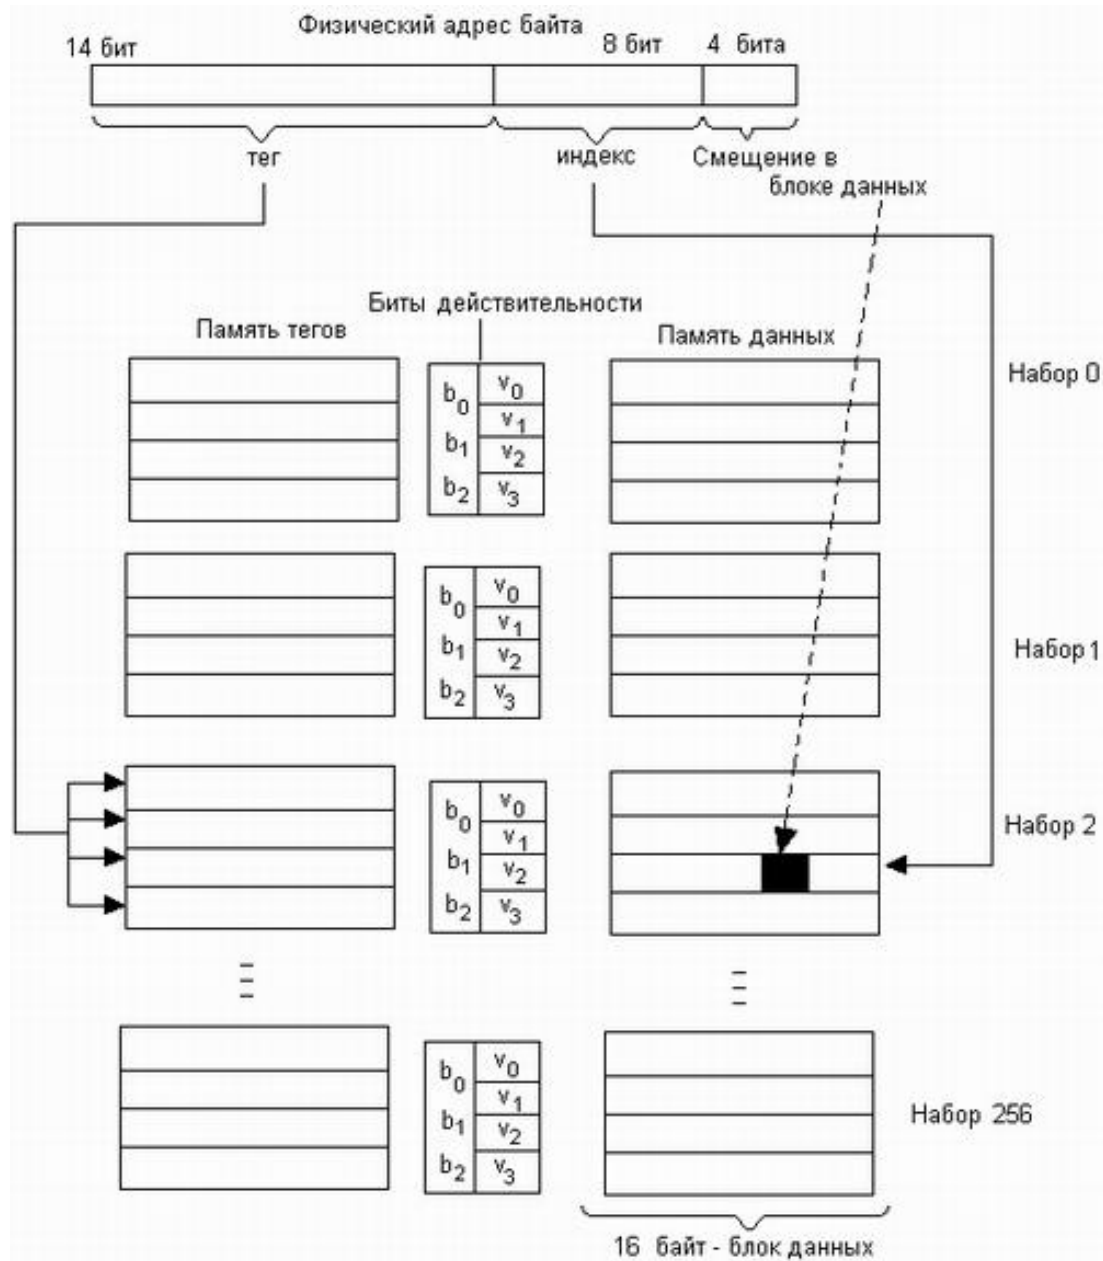 Физический адрес байта
14 бит
8 бит
4 бита
тег
индекс
Смещение в
блоке данных
Биты действительности
Память тегов
Память данных
Набор 0
b0
b1
b2
v0
v1
v2
v3
Набор 1
b0
b1
b2
v0
v1
v2
v3
Набор 2
b0
b1
b2
v0
v1
v2
v3
Набор 256
b0
b1
b2
v0
v1
v2
v3
16 байт - блок данных